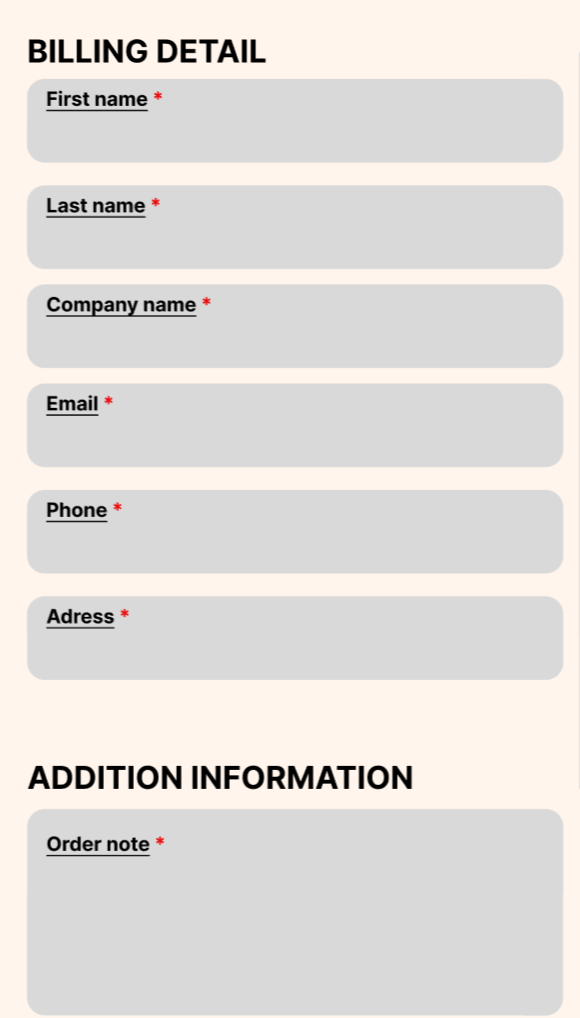 BILLING DETAIL
First name *
Last name *
Company name *
Email *
Phone *
Adress *
ADDITION INFORMATION
Order note *